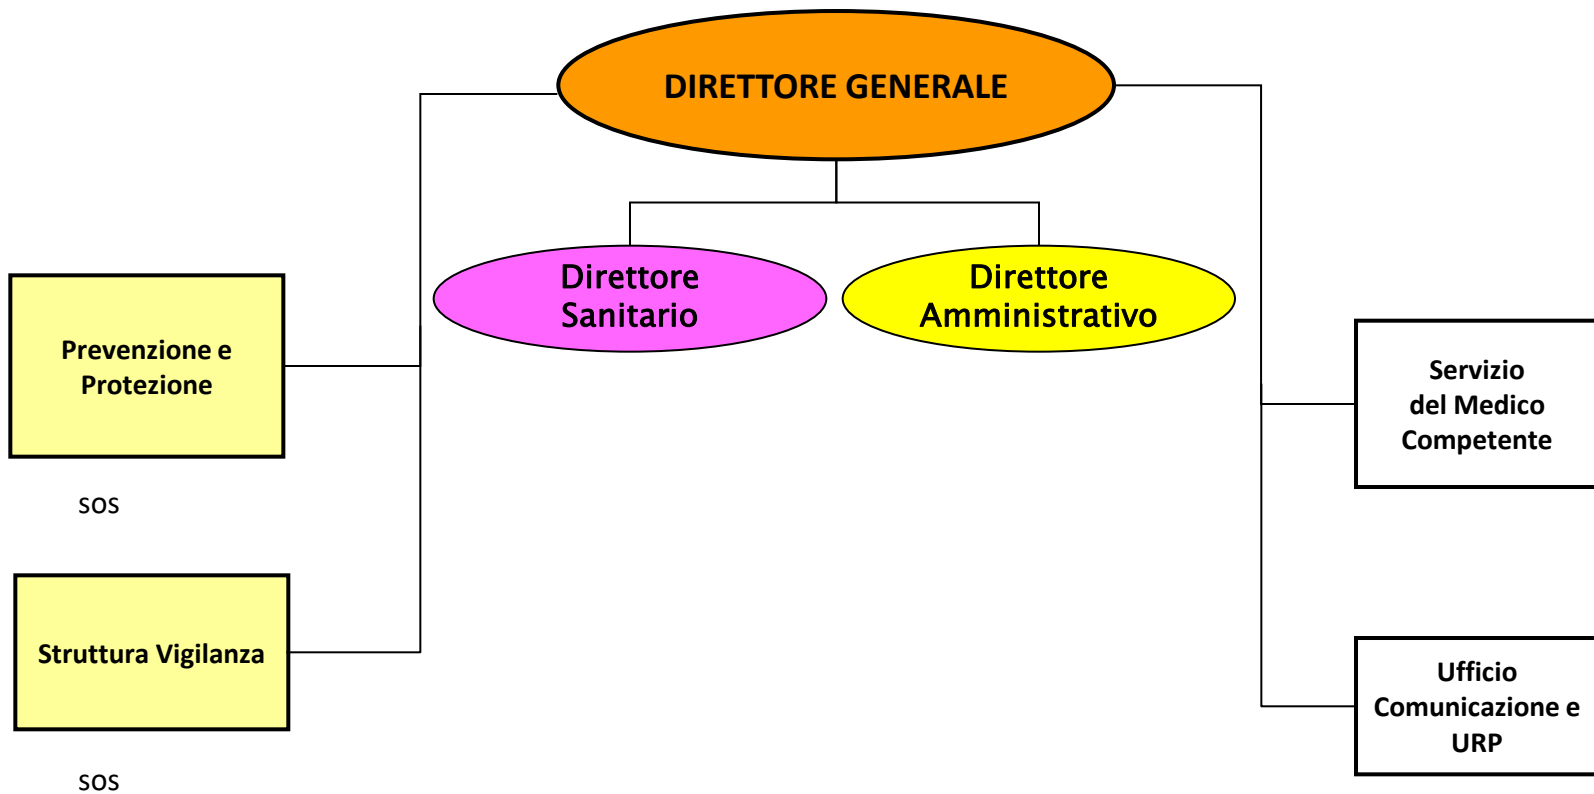 DIRETTORE GENERALE
Direttore
Sanitario
Direttore
Amministrativo
Prevenzione e
Protezione
sos
Struttura Vigilanza
sos
Servizio
del Medico
Competente
Ufficio
Comunicazione e
URP